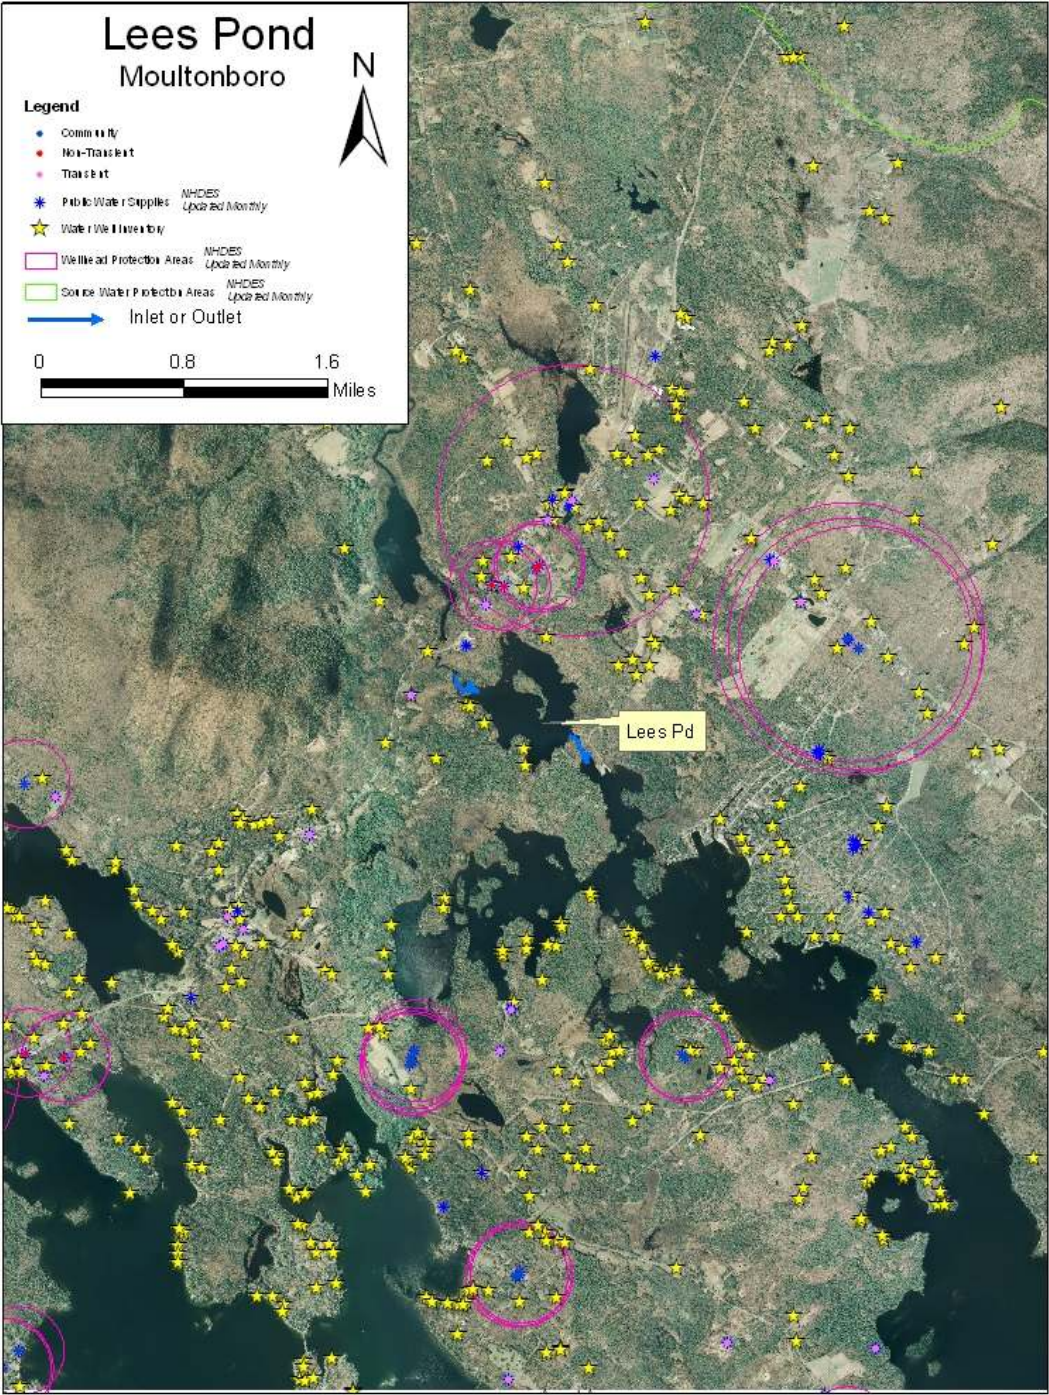 Lees Pond
Moultonboro
N
Legend
Community
Non-Transient
Transient
Public Water Supplies NHDES Updated Monthly
Water Well Inventory
Wellhead Protection Areas NHDES Updated Monthly
Source Water Protection Areas NHDES Updated Monthly
Inlet or Outlet
0 0.8 1.6
Miles
Lees Pd